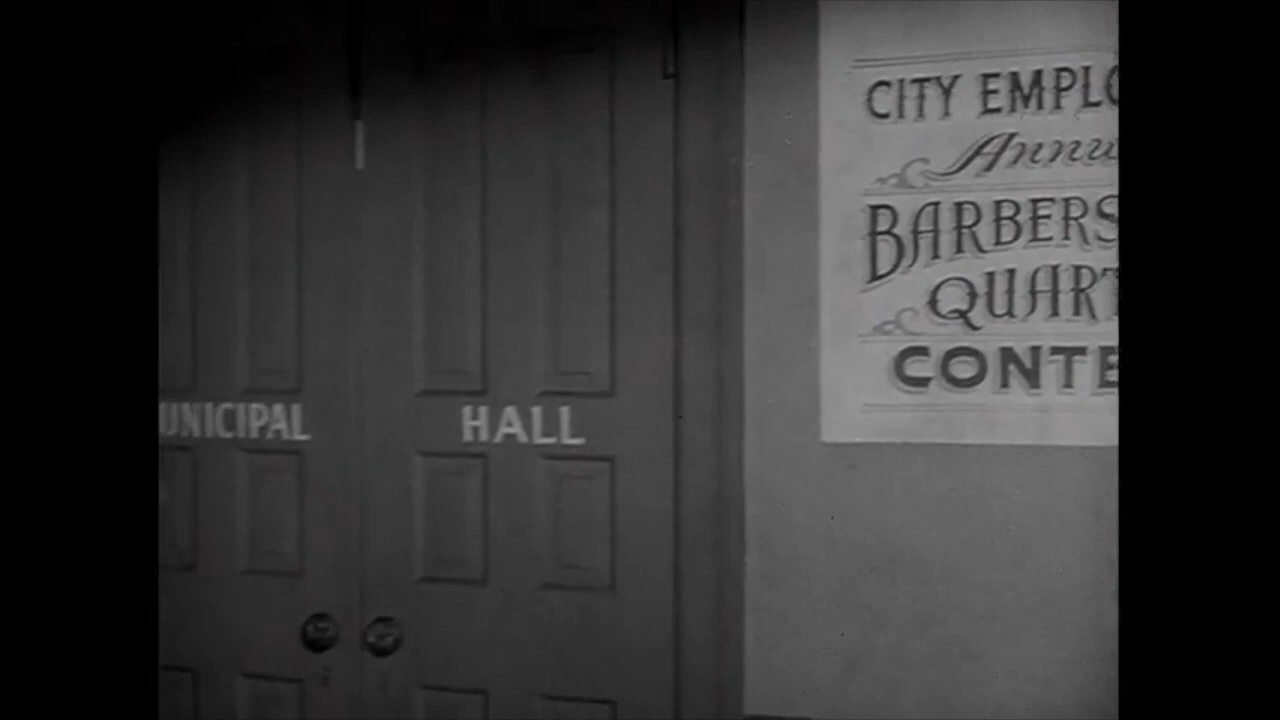 CITY EMPLO
Annu
BARBERS
QUART
CONTE
UNICIPAL HALL